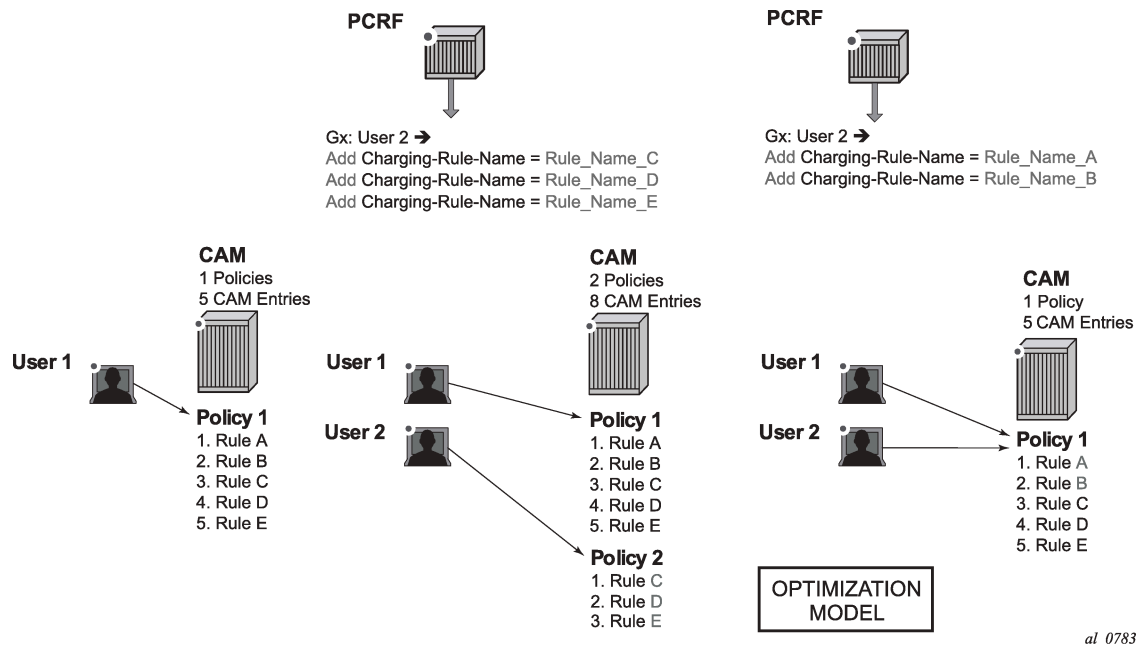 PCRF
Gx: User 2 ➔
Add Charging-Rule-Name = Rule_Name_C
Add Charging-Rule-Name = Rule_Name_D
Add Charging-Rule-Name = Rule_Name_E
PCRF
Gx: User 2 ➔
Add Charging-Rule-Name = Rule_Name_A
Add Charging-Rule-Name = Rule_Name_B
CAM
1 Policies
5 CAM Entries
User 1
Policy 1
1. Rule A
2. Rule B
3. Rule C
4. Rule D
5. Rule E
CAM
2 Policies
8 CAM Entries
User 1
User 2
Policy 1
1. Rule A
2. Rule B
3. Rule C
4. Rule D
5. Rule E
Policy 2
1. Rule C
2. Rule D
3. Rule E
CAM
1 Policy
5 CAM Entries
User 1
User 2
Policy 1
1. Rule A
2. Rule B
3. Rule C
4. Rule D
5. Rule E
OPTIMIZATION
MODEL
al_0783